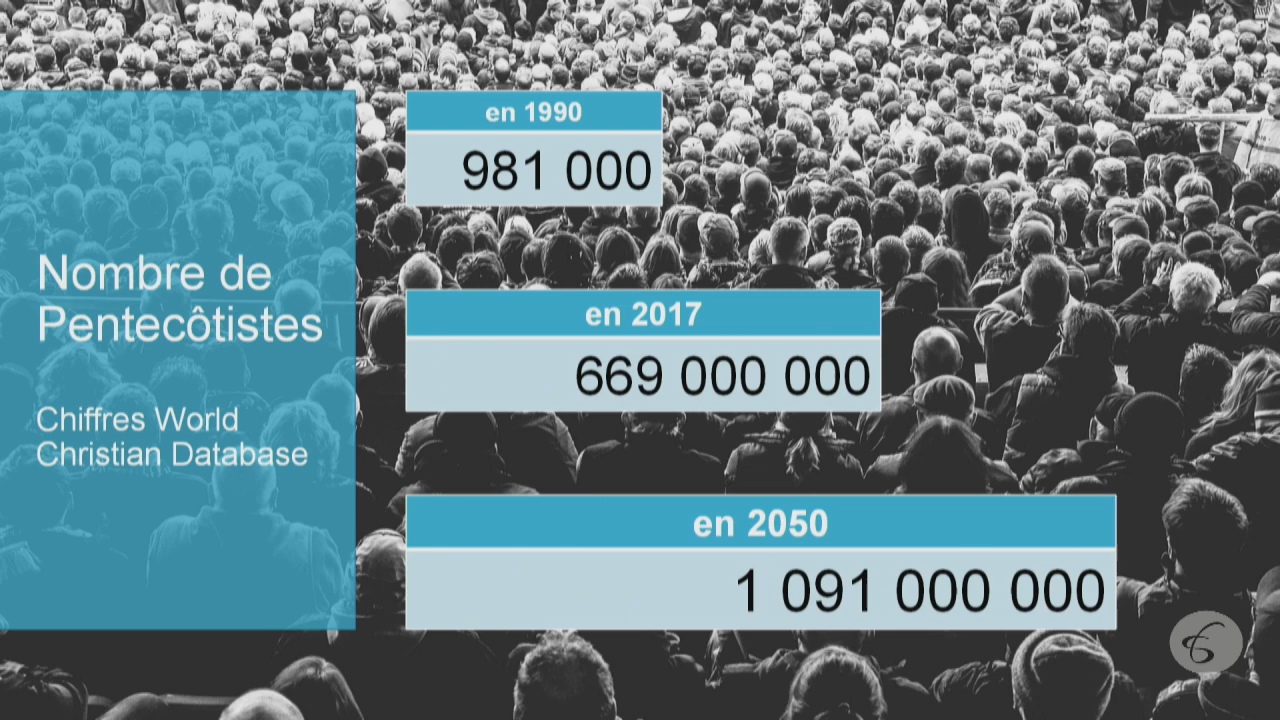 Nombre de
Pentecôtistes
Chiffres World
Christian Database
en 1990
981 000
en 2017
669 000 000
en 2050
1 091 000 000